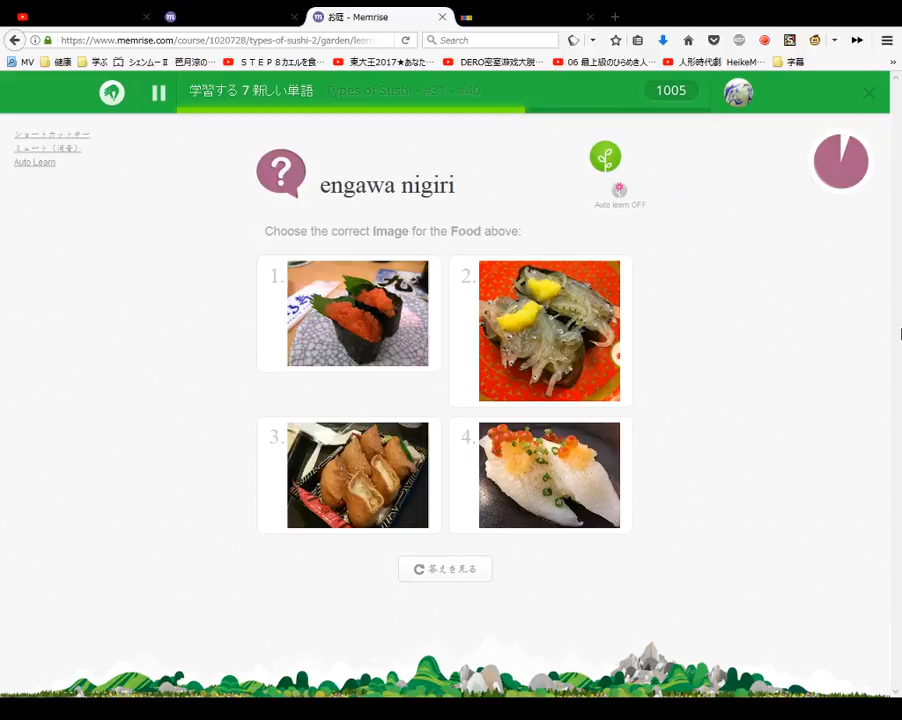 お庭 - Memrise
https://www.memrise.com/course/1020728/types-of-sushi-2/garden/learn
Search
MV
健康
学ぶ
シェンムーⅡ 芭月涼の…
ＳＴＥＰ８カエルを食…
東大王2017★あなた…
DERO密室游戏大脱…
06 最上級のひらめき人…
人形時代劇 HeikeM…
字幕
学習する 7 新しい単語
Types of Sushi - #31 - #40
1005
ショートカットキー
ミュート（消音）
Auto Learn
engawa nigiri
Auto learn OFF
Choose the correct Image for the Food above:
1.
2.
3.
4.
答えを見る